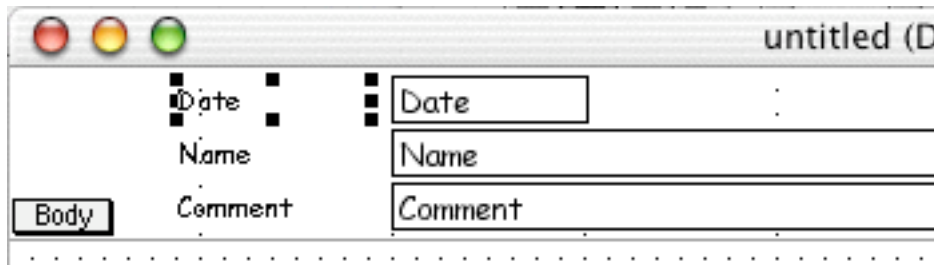 untitled (D
Date Date
Name Name
Comment Comment
Body